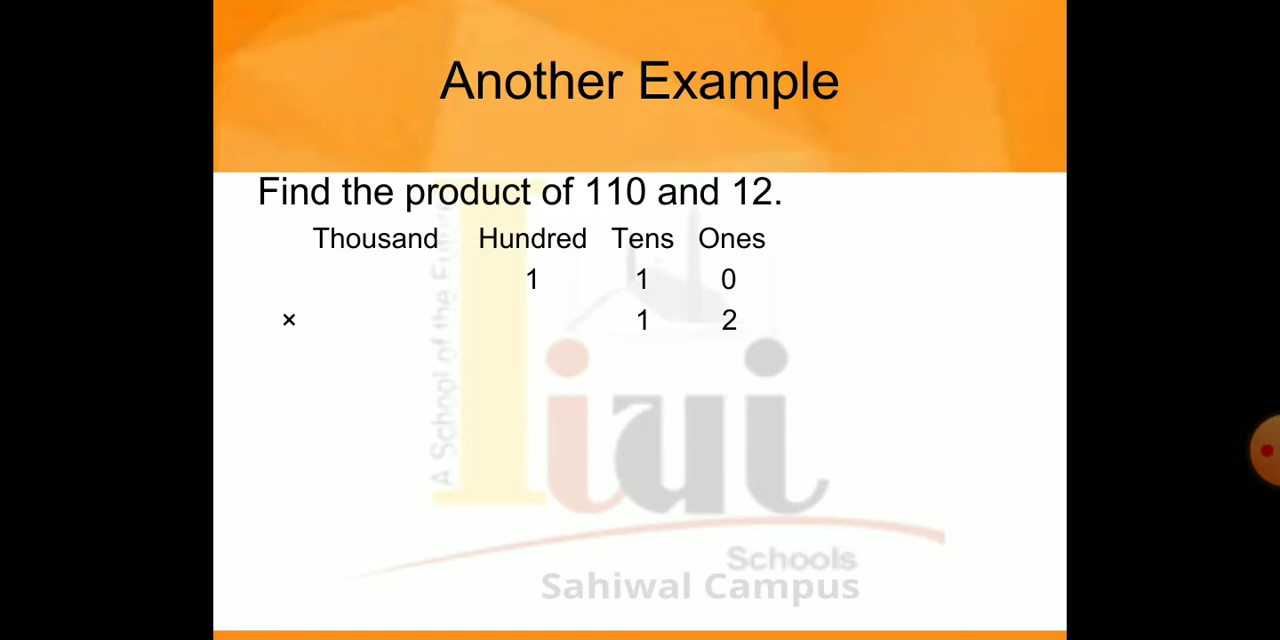 Another Example
Find the product of 110 and 12.
Thousand Hundred Tens Ones
1 1 0
× 1 2
A School of the Future
iui
Schools
Sahiwal Campus